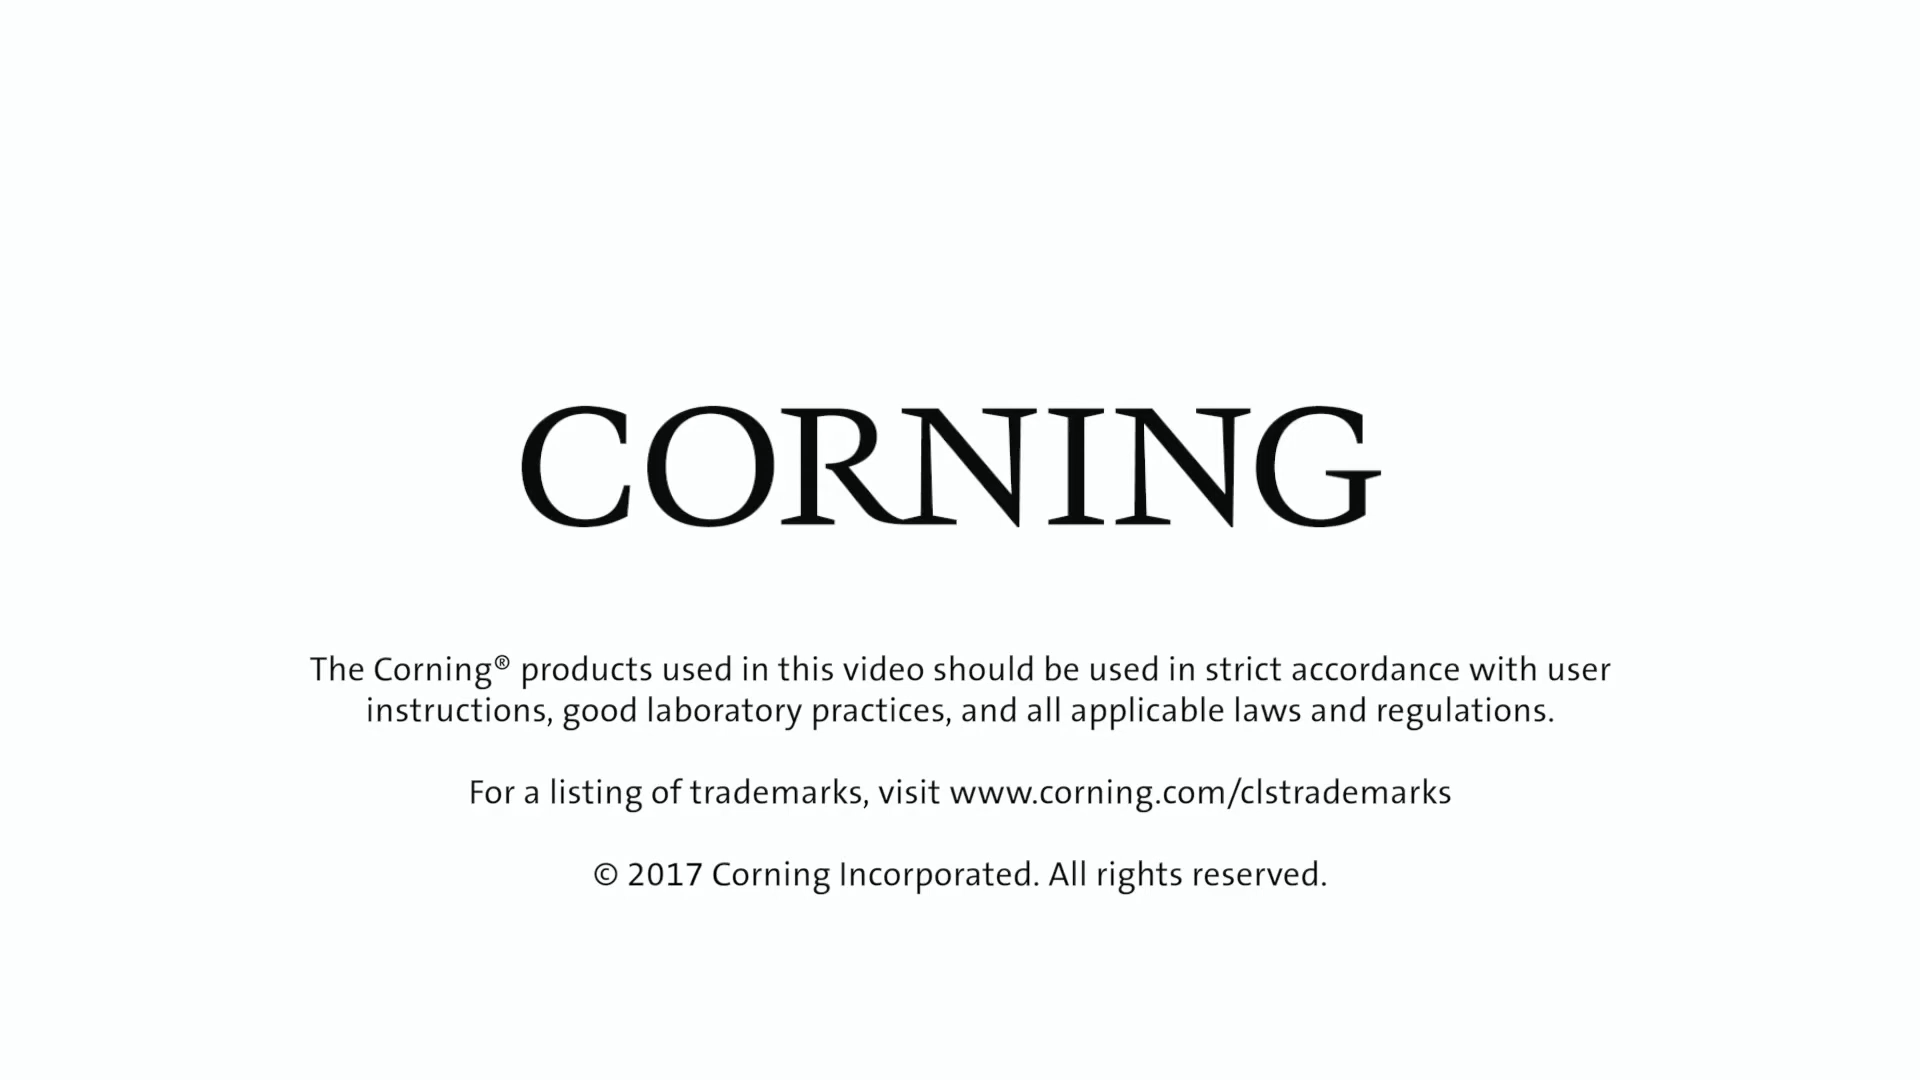 CORNING
The Corning® products used in this video should be used in strict accordance with user
instructions, good laboratory practices, and all applicable laws and regulations.
For a listing of trademarks, visit www.corning.com/clstrademarks
© 2017 Corning Incorporated. All rights reserved.